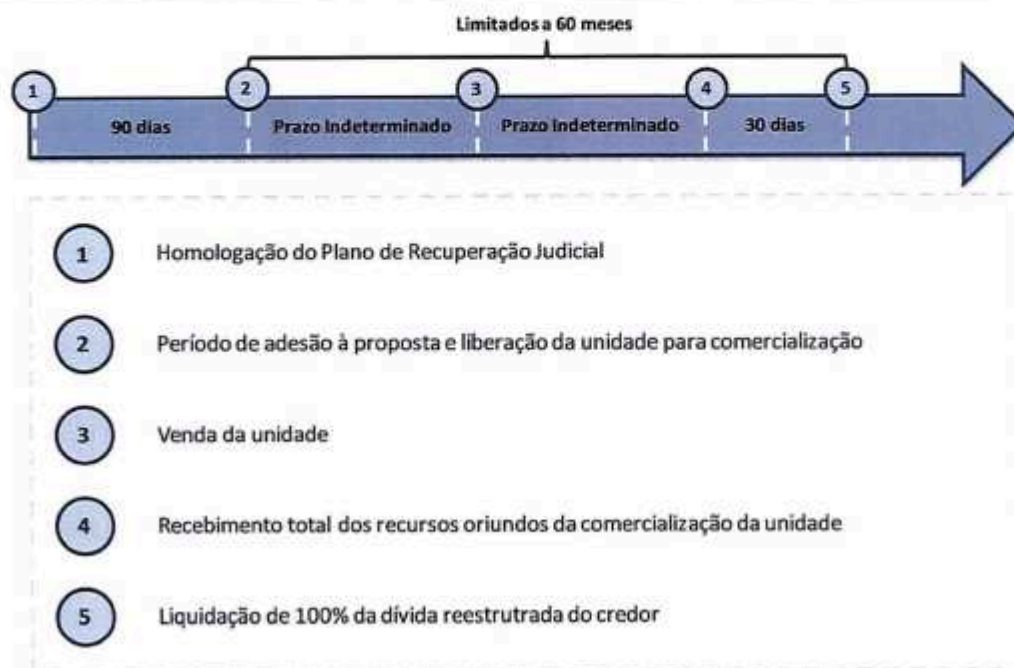 Limitados a 60 meses
1 2 3 4 5
90 dias Prazo Indeterminado Prazo Indeterminado 30 dias
1 Homologação do Plano de Recuperação Judicial
2 Período de adesão à proposta e liberação da unidade para comercialização
3 Venda da unidade
4 Recebimento total dos recursos oriundos da comercialização da unidade
5 Liquidação de 100% da dívida reestrutrada do credor